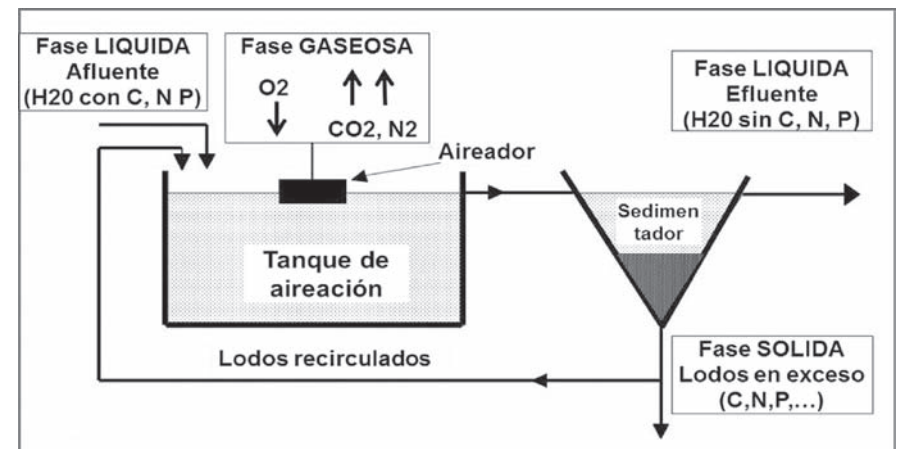 Fase LIQUIDA
Afluente
(H20 con C, N P)
Fase GASEOSA
O2
CO2, N2
Fase LIQUIDA
Efluente
(H20 sin C, N, P)
Aireador
Sedimen
tador
Tanque de
aireación
Lodos recirculados
Fase SOLIDA
Lodos en exceso
(C,N,P,...)